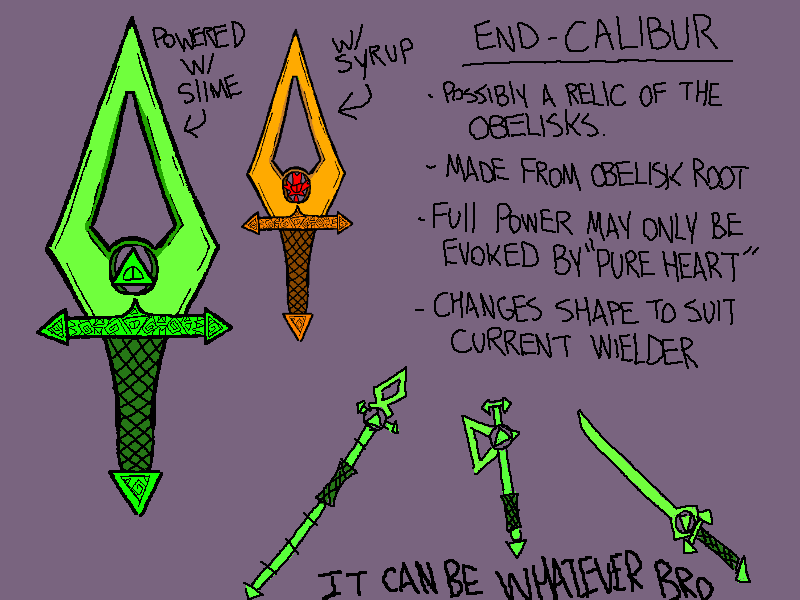 POWERED
W/
SLIME
W/
SYRUP
END-CALIBUR
- POSSIBLY A RELIC OF THE
OBELISKS.
- MADE FROM OBELISK ROOT
- FULL POWER MAY ONLY BE
EVOKED BY "PURE HEART"
- CHANGES SHAPE TO SUIT
CURRENT WIELDER
IT CAN BE WHATEVER BRO